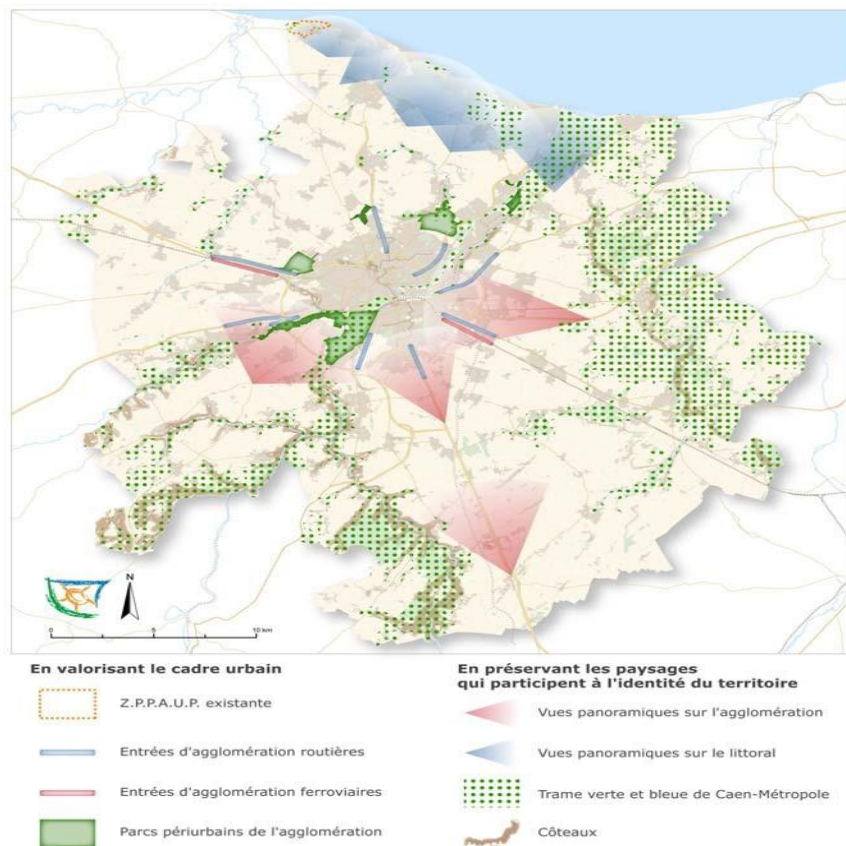 N
0 5 10 km
En valorisant le cadre urbain
Z.P.P.A.U.P. existante
Entrées d'agglomération routières
Entrées d'agglomération ferroviaires
Parcs périurbains de l'agglomération
En préservant les paysages
qui participent à l'identité du territoire
Vues panoramiques sur l'agglomération
Vues panoramiques sur le littoral
Trame verte et bleue de Caen-Métropole
Côteaux